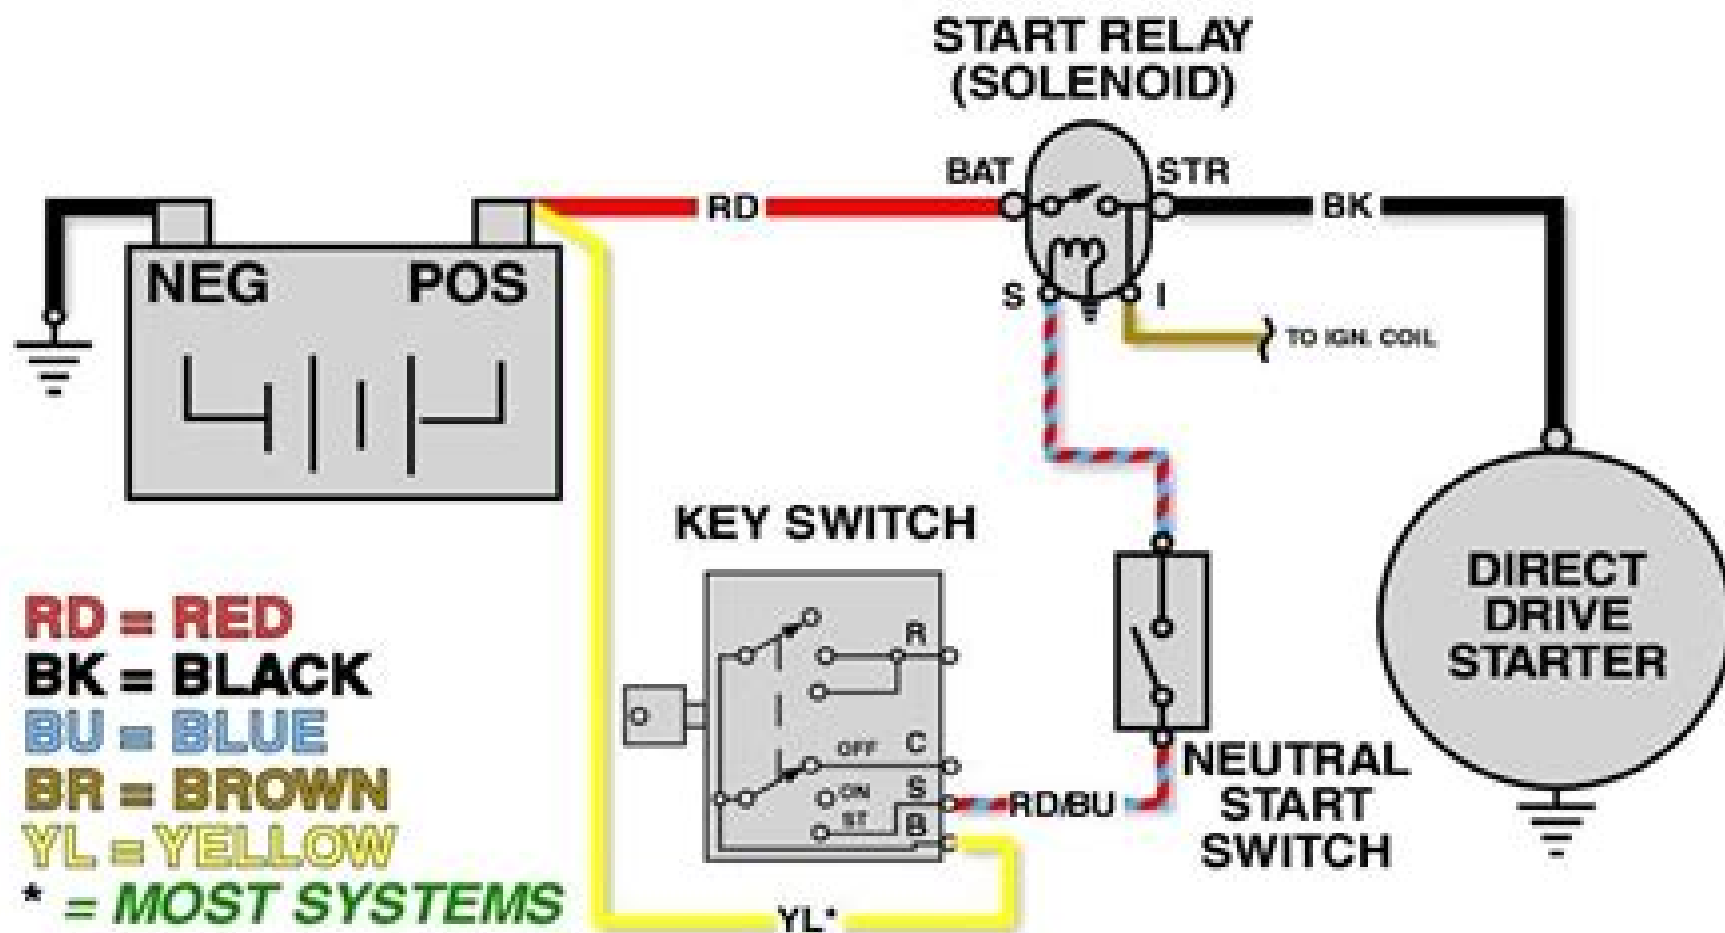 START RELAY
(SOLENOID)
BAT
STR
RD
BK
NEG
POS
S
I
TO IGN. COIL
KEY SWITCH
DIRECT
DRIVE
STARTER
RD = RED
BK = BLACK
BU = BLUE
BR = BROWN
YL = YELLOW
* = MOST SYSTEMS
R
OFF
C
ON
S
ST
B
RD/BU
NEUTRAL
START
SWITCH
YL*